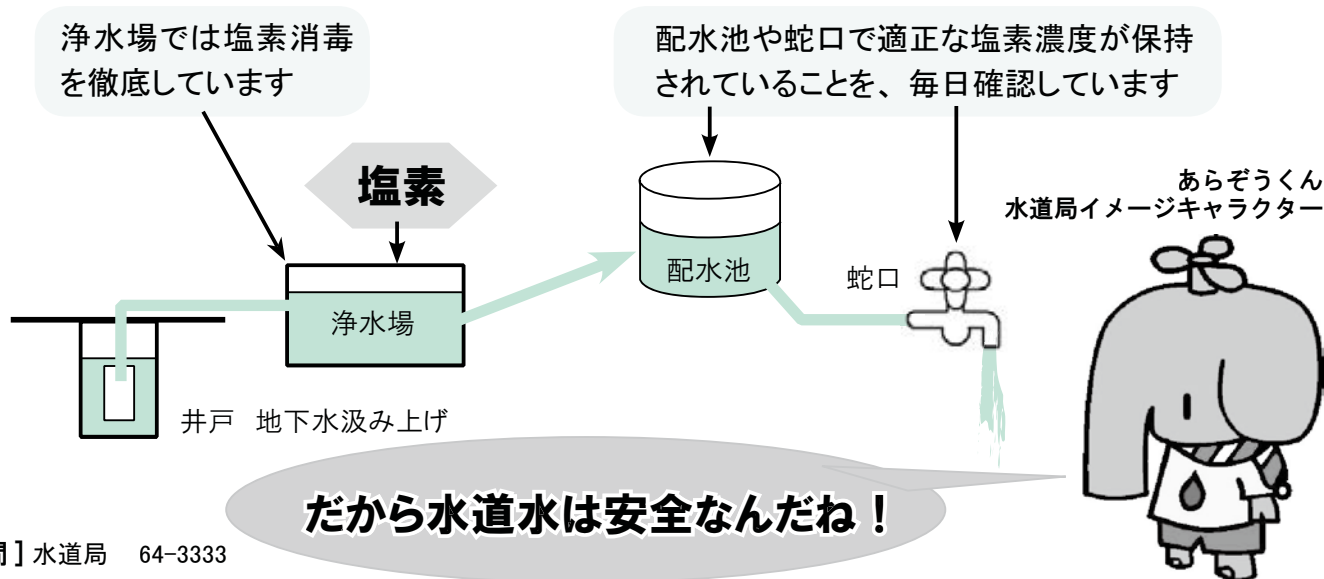 浄水場では塩素消毒
を徹底しています
配水池や蛇口で適正な塩素濃度が保持
されていることを、毎日確認しています
塩素
あらぞうくん
水道局イメージキャラクター
配水池
蛇口
浄水場
井戸 地下水汲み上げ
だから水道水は安全なんだね！
問］水道局 64-3333